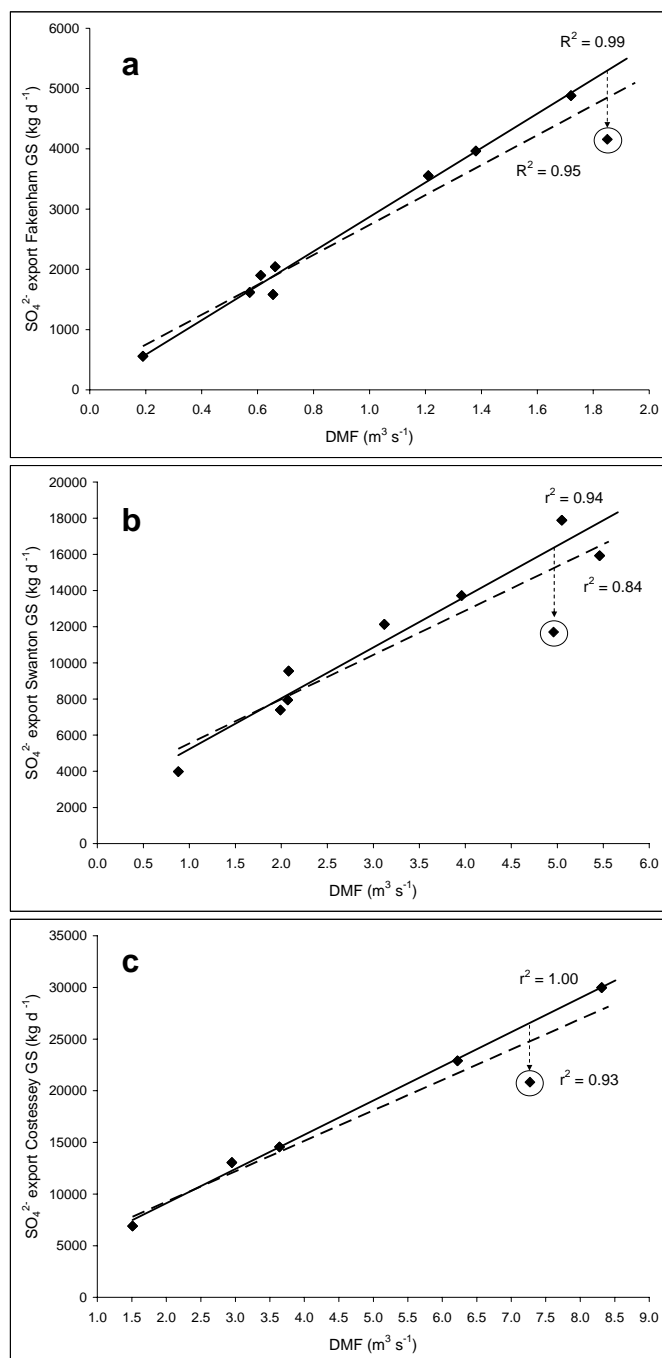 a
R² = 0.99
R² = 0.95
SO₄²⁻ export Fakenham GS (kg d⁻¹)
6000
5000
4000
3000
2000
1000
0
0.0 0.2 0.4 0.6 0.8 1.0 1.2 1.4 1.6 1.8 2.0
DMF (m³ s⁻¹)
b
r² = 0.94
r² = 0.84
SO₄²⁻ export Swanton GS (kg d⁻¹)
20000
18000
16000
14000
12000
10000
8000
6000
4000
2000
0
0.0 0.5 1.0 1.5 2.0 2.5 3.0 3.5 4.0 4.5 5.0 5.5 6.0
DMF (m³ s⁻¹)
c
r² = 1.00
r² = 0.93
SO₄²⁻ export Costessey GS (kg d⁻¹)
35000
30000
25000
20000
15000
10000
5000
0
1.0 1.5 2.0 2.5 3.0 3.5 4.0 4.5 5.0 5.5 6.0 6.5 7.0 7.5 8.0 8.5 9.0
DMF (m³ s⁻¹)